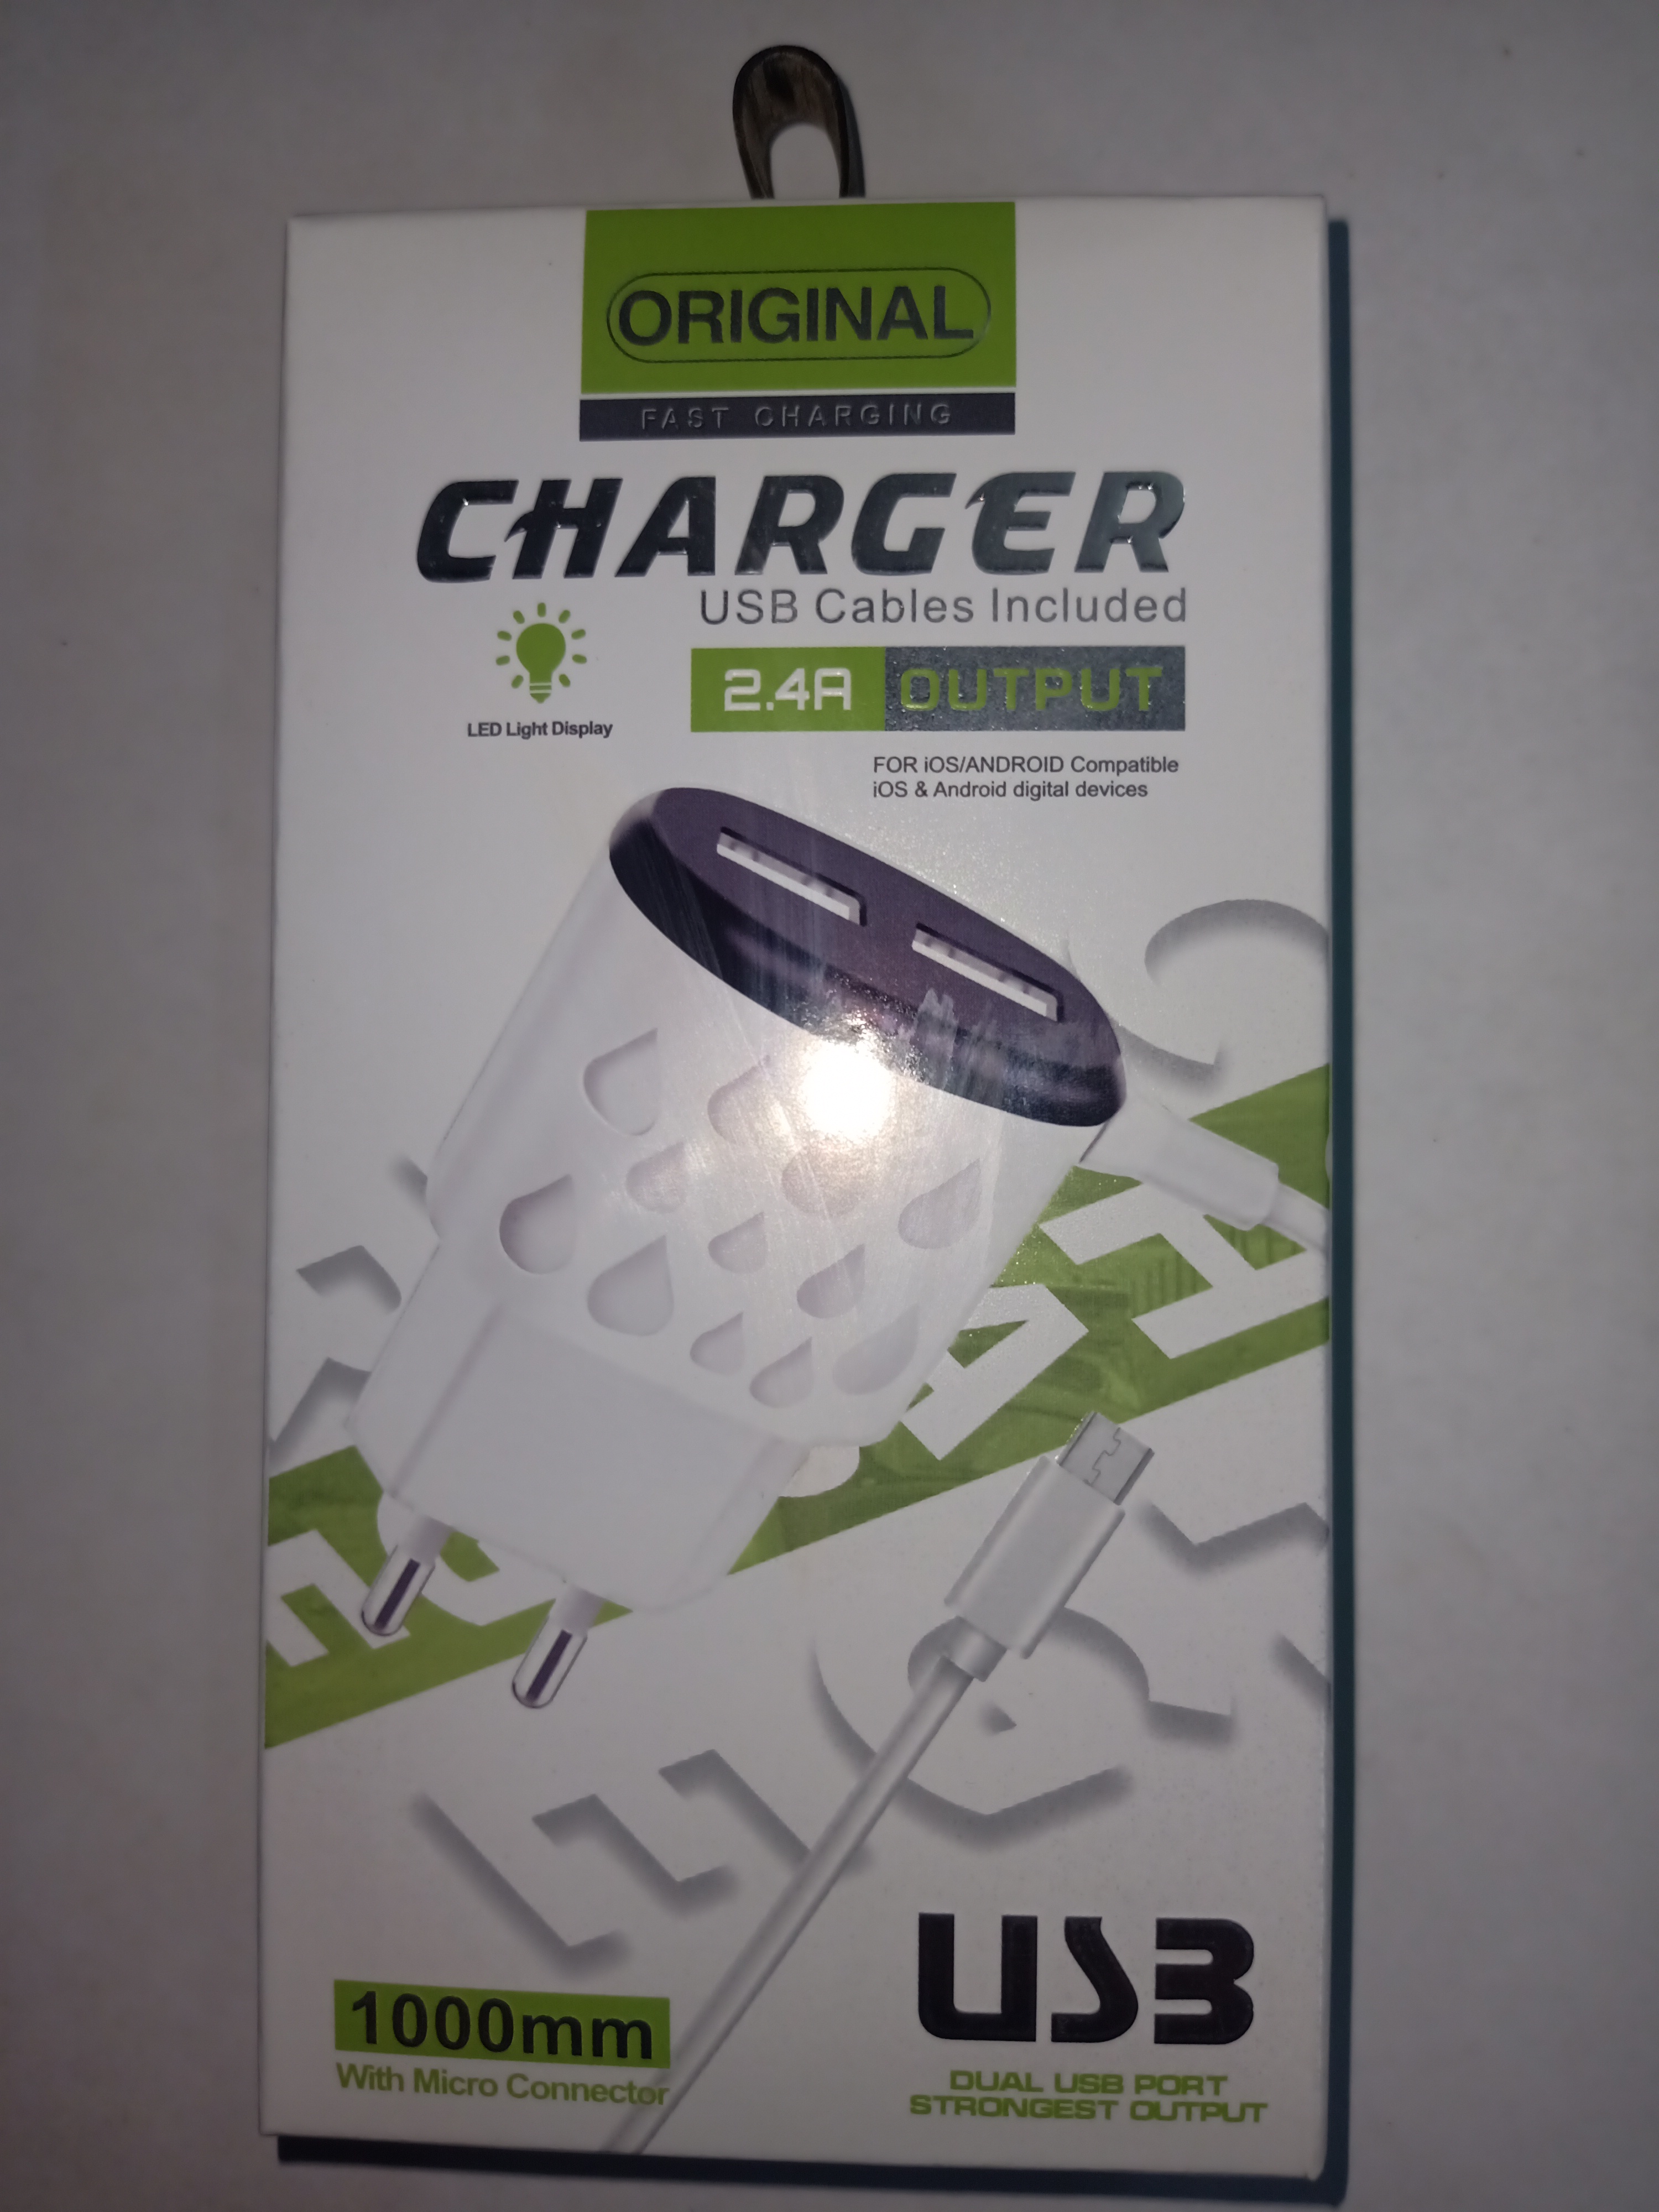 ORIGINAL
FAST CHARGING
CHARGER
USB Cables Included
2.4A OUTPUT
LED Light Display
FOR iOS/ANDROID Compatible
iOS & Android digital devices
1000mm
With Micro Connector
USB
DUAL USB PORT
STRONGEST OUTPUT